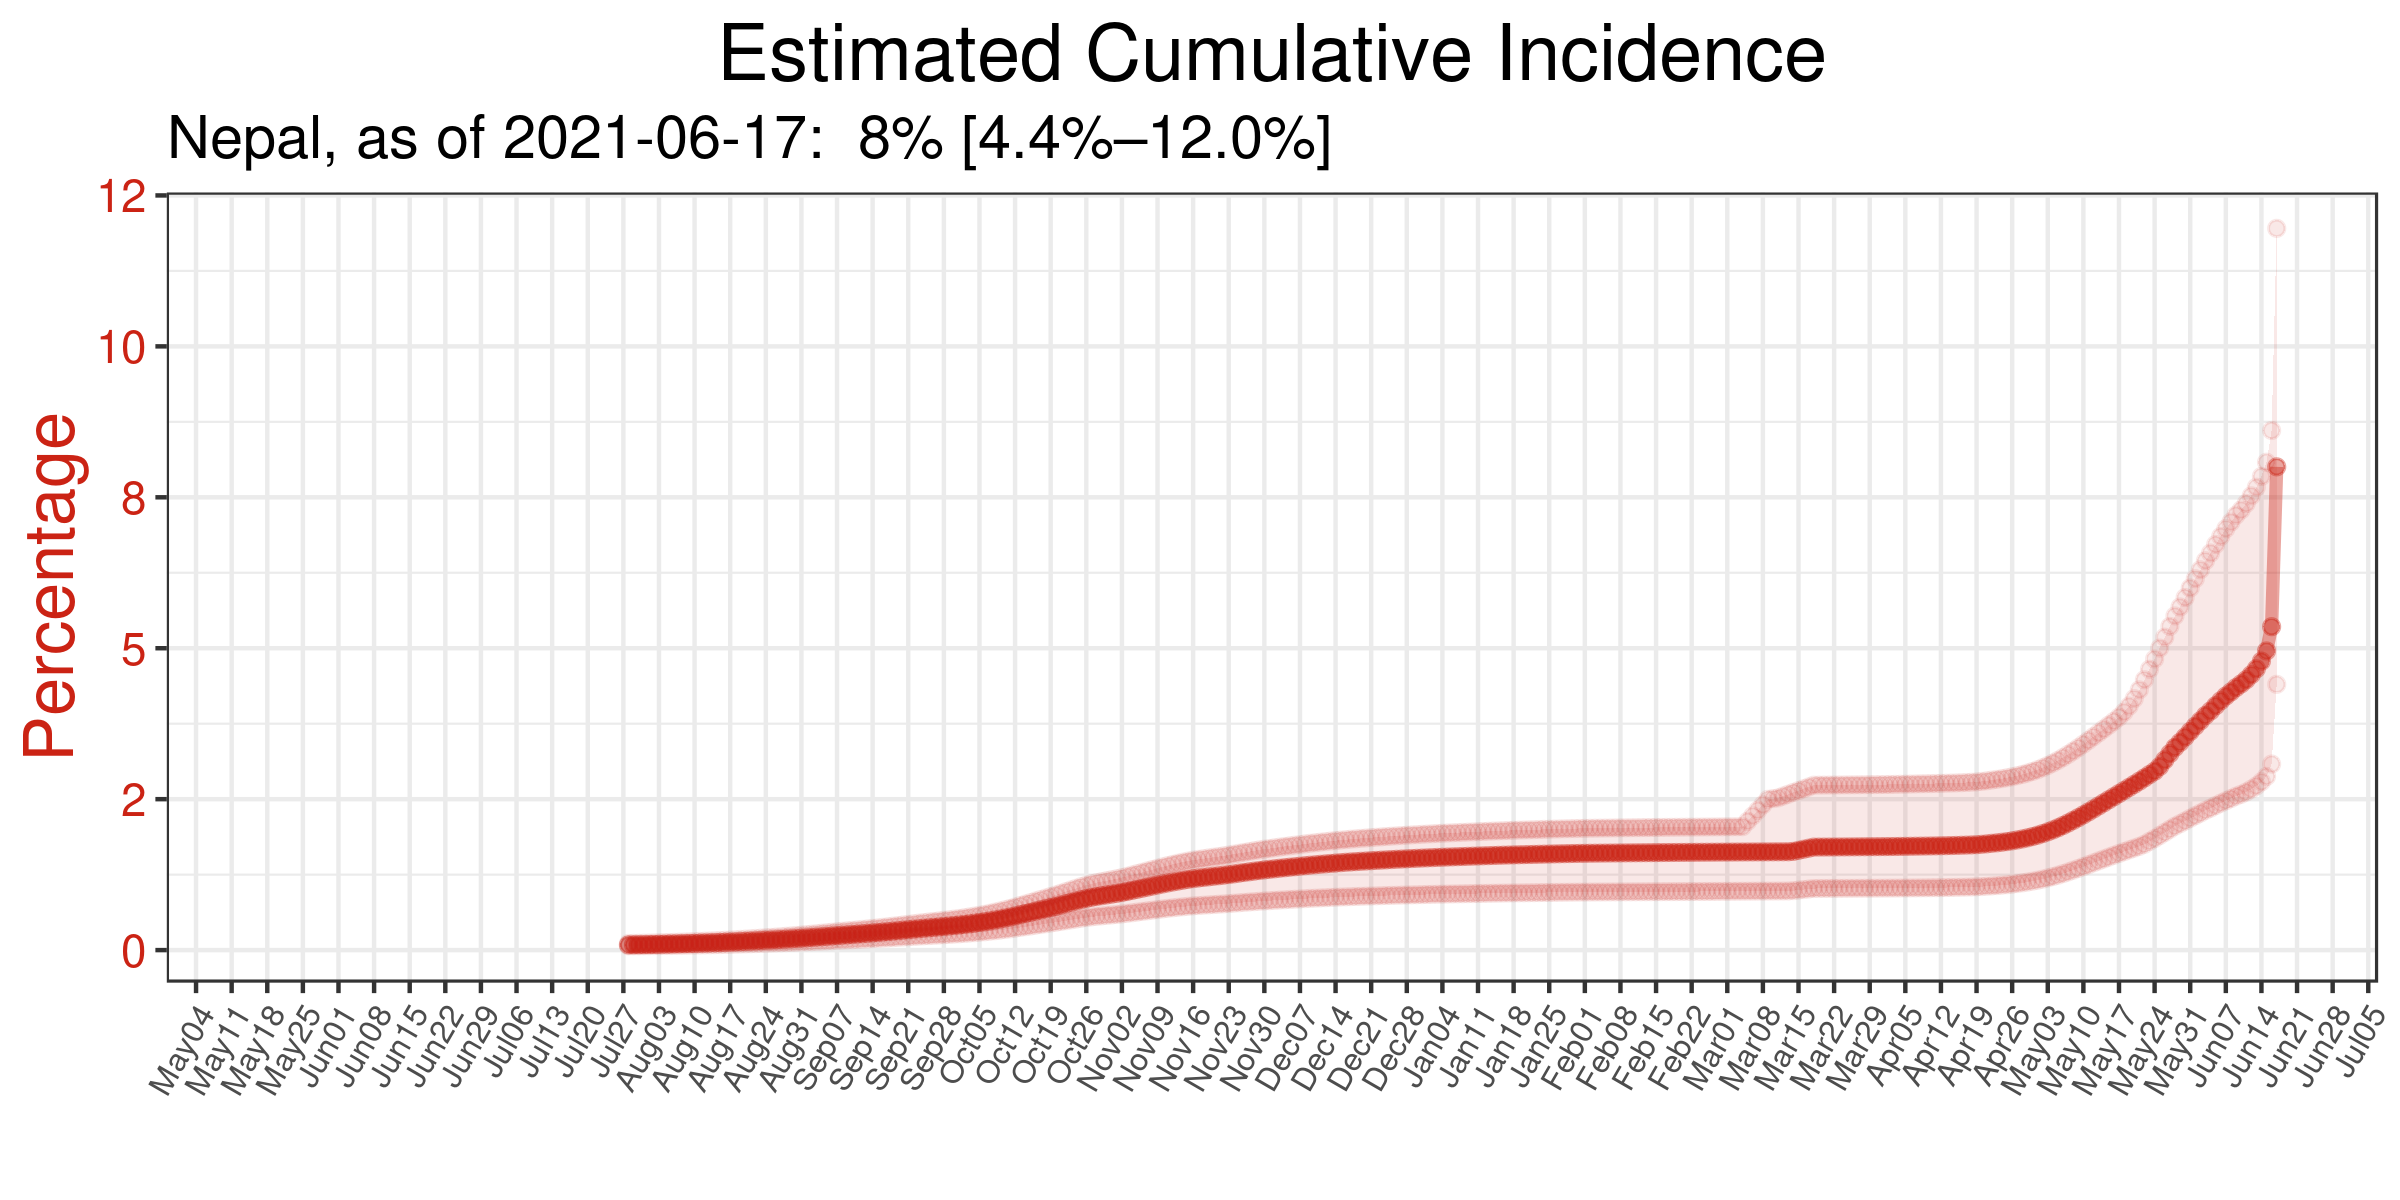 Estimated Cumulative Incidence
Nepal, as of 2021-06-17: 8% [4.4%–12.0%]
Percentage
12
10
8
5
2
0
May04
May11
May18
May25
Jun01
Jun08
Jun15
Jun22
Jun29
Jul06
Jul13
Jul20
Jul27
Aug03
Aug10
Aug17
Aug24
Aug31
Sep07
Sep14
Sep21
Sep28
Oct05
Oct12
Oct19
Oct26
Nov02
Nov09
Nov16
Nov23
Nov30
Dec07
Dec14
Dec21
Dec28
Jan04
Jan11
Jan18
Jan25
Feb01
Feb08
Feb15
Feb22
Mar01
Mar08
Mar15
Mar22
Mar29
Apr05
Apr12
Apr19
Apr26
May03
May10
May17
May24
May31
Jun07
Jun14
Jun21
Jun28
Jul05